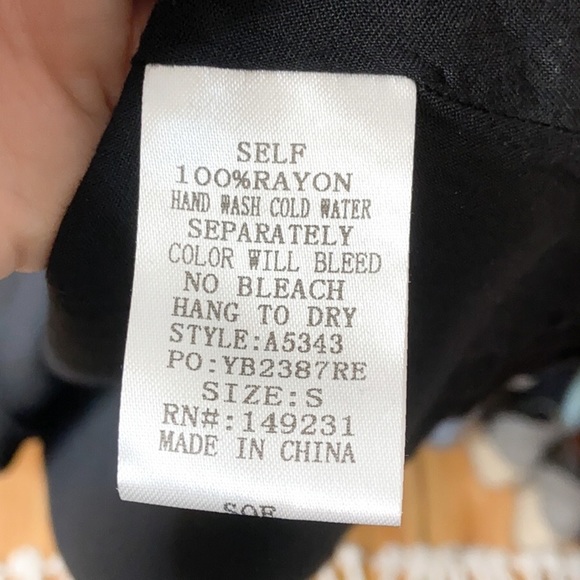 SELF
100%RAYON
HAND WASH COLD WATER
SEPARATELY
COLOR WILL BLEED
NO BLEACH
HANG TO DRY
STYLE:A5343
PO:YB2387RE
SIZE:S
RN#:149231
MADE IN CHINA